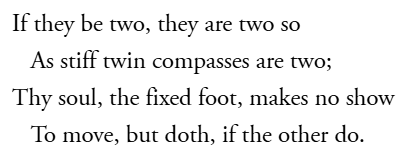 If they be two, they are two so
As stiff twin compasses are two;
Thy soul, the fixed foot, makes no show
To move, but doth, if the other do.